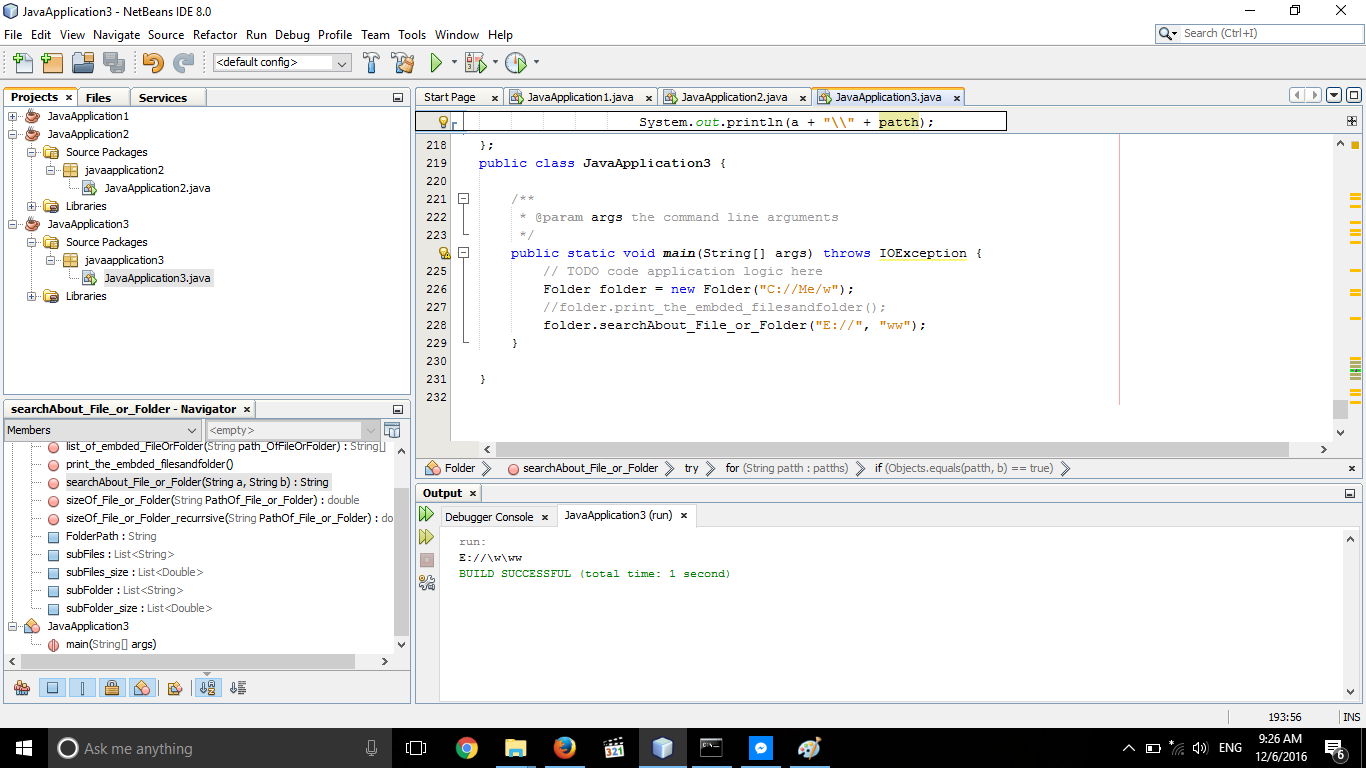 JavaApplication3 - NetBeans IDE 8.0
File Edit View Navigate Source Refactor Run Debug Profile Team Tools Window Help
Search (Ctrl+I)
<default config>
Projects × Files Services
JavaApplication1
JavaApplication2
Source Packages
javaapplication2
JavaApplication2.java
Libraries
JavaApplication3
Source Packages
javaapplication3
JavaApplication3.java
Libraries
searchAbout_File_or_Folder - Navigator ×
Members <empty>
list_of_embded_FileOrFolder(String path_OfFileOrFolder) : String[]
print_the_embded_filesandfolder()
searchAbout_File_or_Folder(String a, String b) : String
sizeOf_File_or_Folder(String PathOf_File_or_Folder) : double
sizeOf_File_or_Folder_recurrsive(String PathOf_File_or_Folder) : do
FolderPath : String
subFiles : List<String>
subFiles_size : List<Double>
subFolder : List<String>
subFolder_size : List<Double>
JavaApplication3
main(String[] args)
Start Page × JavaApplication1.java × JavaApplication2.java × JavaApplication3.java ×
System.out.println(a + "\\" + patth);
218 };
219 public class JavaApplication3 {
220
221 /**
222 * @param args the command line arguments
223 */
public static void main(String[] args) throws IOException {
225 // TODO code application logic here
226 Folder folder = new Folder("C://Me/w");
227 //folder.print_the_embded_filesandfolder();
228 folder.searchAbout_File_or_Folder("E://", "ww");
229 }
230
231 }
232
Folder searchAbout_File_or_Folder try for (String path : patths) if (Objects.equals(patth, b) == true)
Output ×
Debugger Console × JavaApplication3 (run) ×
run:
E://\w\ww
BUILD SUCCESSFUL (total time: 1 second)
193:56 INS
Ask me anything
321
ENG
9:26 AM
12/6/2016
6